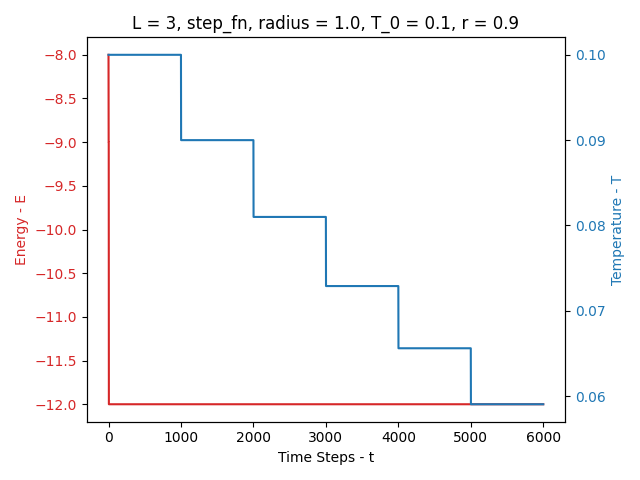 L = 3, step_fn, radius = 1.0, T_0 = 0.1, r = 0.9
−8.0
−8.5
−9.0
−9.5
−10.0
−10.5
−11.0
−11.5
−12.0
Energy - E
0.10
0.09
0.08
0.07
0.06
Temperature - T
0 1000 2000 3000 4000 5000 6000
Time Steps - t